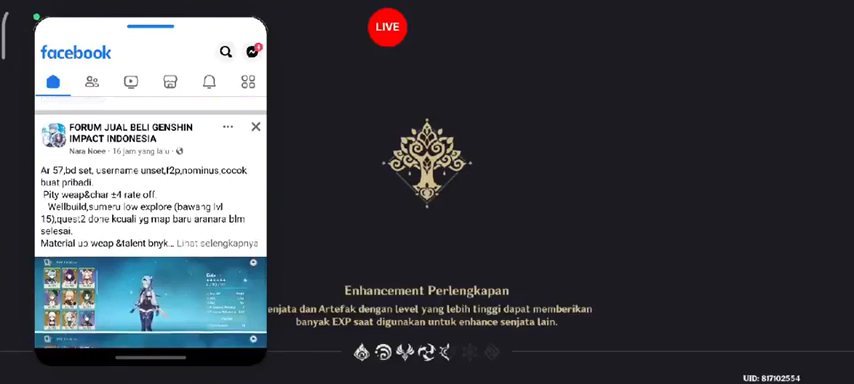 LIVE
facebook
FORUM JUAL BELI GENSHIN
IMPACT INDONESIA
Nara Noee · 16 jam yang lalu ·
Ar 57,bd set, username unset,f2p,nominus,cocok
buat pribadi.
Pity weap&char ±4 rate off.
Wellbuild,sumeru low explore (bawang lvl
15),quest2 done kcuali yg map baru aranara blm
selesai.
Material up weap &talent bnyk... Lihat selengkapnya
Enhancement Perlengkapan
enjata dan Artefak dengan level yang lebih tinggi dapat memberikan
banyak EXP saat digunakan untuk enhance senjata lain.
UID: 817102554